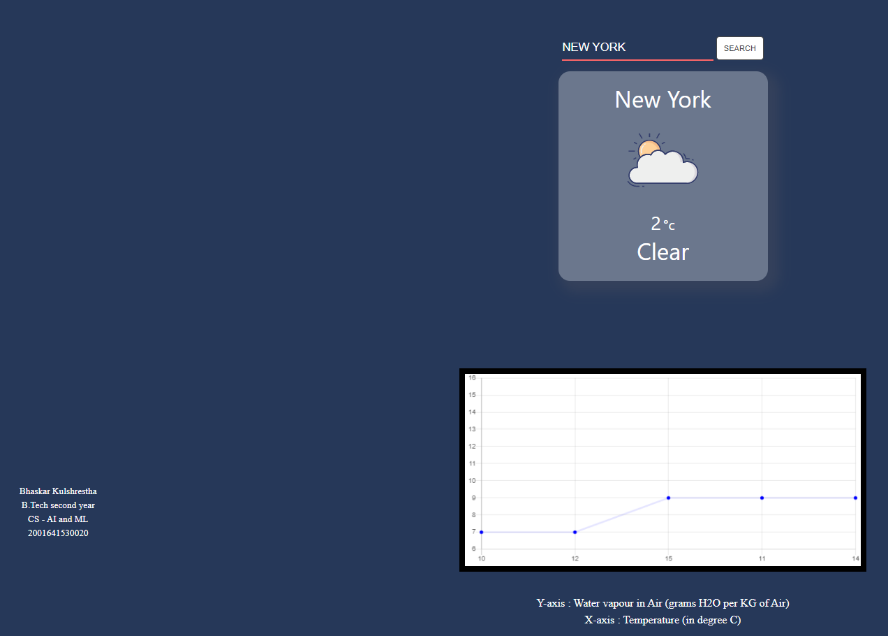 NEW YORK SEARCH
New York
2 °c
Clear
16
15
14
13
12
11
10
9
8
7
6
10 12 15 11 14
Bhaskar Kulshrestha
B.Tech second year
CS - AI and ML
2001641530020
Y-axis : Water vapour in Air (grams H2O per KG of Air)
X-axis : Temperature (in degree C)